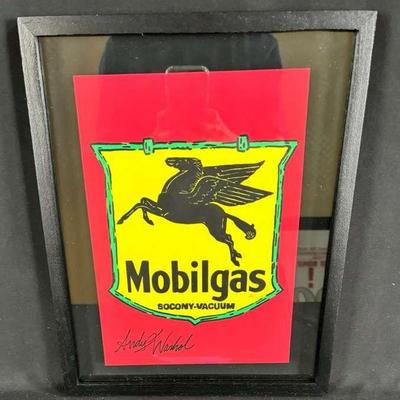 Mobilgas
SOCONY-VACUUM
Andy Warhol